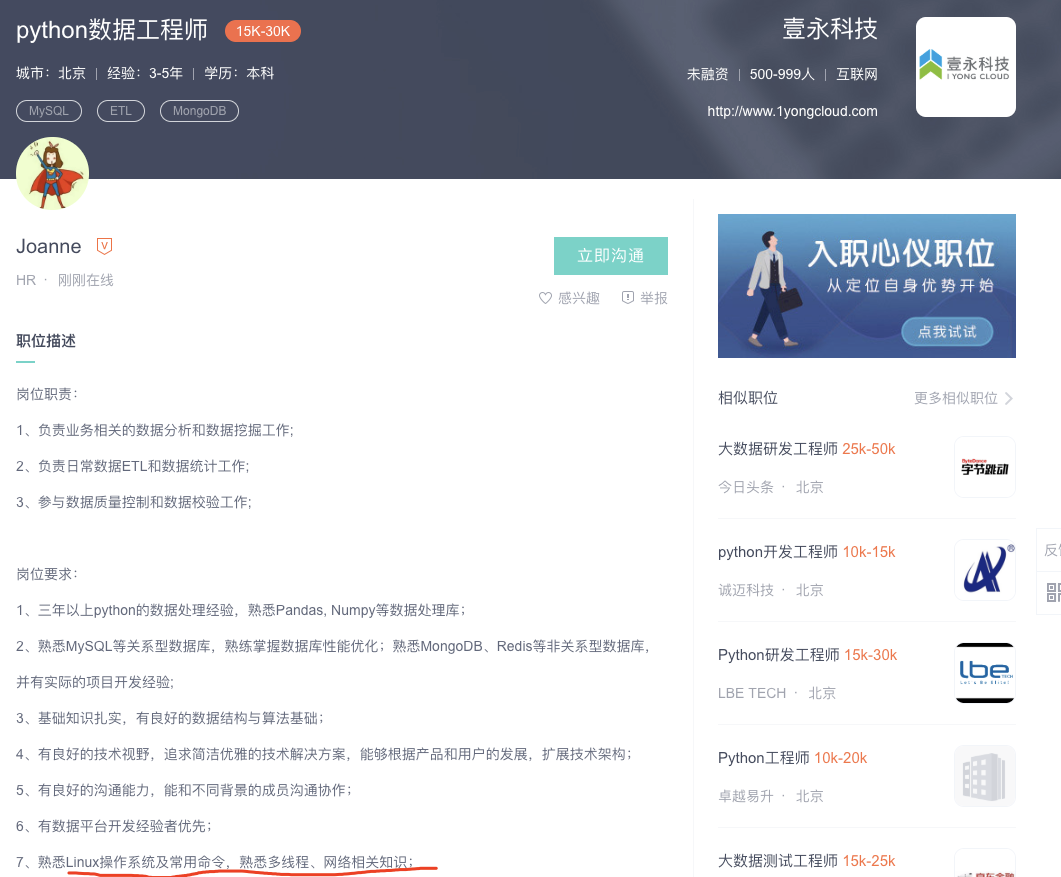 python数据工程师 15K-30K
城市：北京 | 经验：3-5年 | 学历：本科
MySQL ETL MongoDB
壹永科技
未融资 | 500-999人 | 互联网
http://www.1yongcloud.com
壹永科技
I YONG CLOUD
Joanne V
HR · 刚刚在线
立即沟通
感兴趣 举报
职位描述
岗位职责：
1、负责业务相关的数据分析和数据挖掘工作;
2、负责日常数据ETL和数据统计工作;
3、参与数据质量控制和数据校验工作;
岗位要求：
1、三年以上python的数据处理经验，熟悉Pandas, Numpy等数据处理库；
2、熟悉MySQL等关系型数据库，熟练掌握数据库性能优化；熟悉MongoDB、Redis等非关系型数据库，
并有实际的项目开发经验;
3、基础知识扎实，有良好的数据结构与算法基础；
4、有良好的技术视野，追求简洁优雅的技术解决方案，能够根据产品和用户的发展，扩展技术架构；
5、有良好的沟通能力，能和不同背景的成员沟通协作；
6、有数据平台开发经验者优先；
7、熟悉Linux操作系统及常用命令，熟悉多线程、网络相关知识；
入职心仪职位
从定位自身优势开始
点我试试
相似职位 更多相似职位
大数据研发工程师 25k-50k
今日头条 · 北京
ByteDance
字节跳动
python开发工程师 10k-15k
诚迈科技 · 北京
Python研发工程师 15k-30k
LBE TECH · 北京
lbe TECH
Python工程师 10k-20k
卓越易升 · 北京
大数据测试工程师 15k-25k